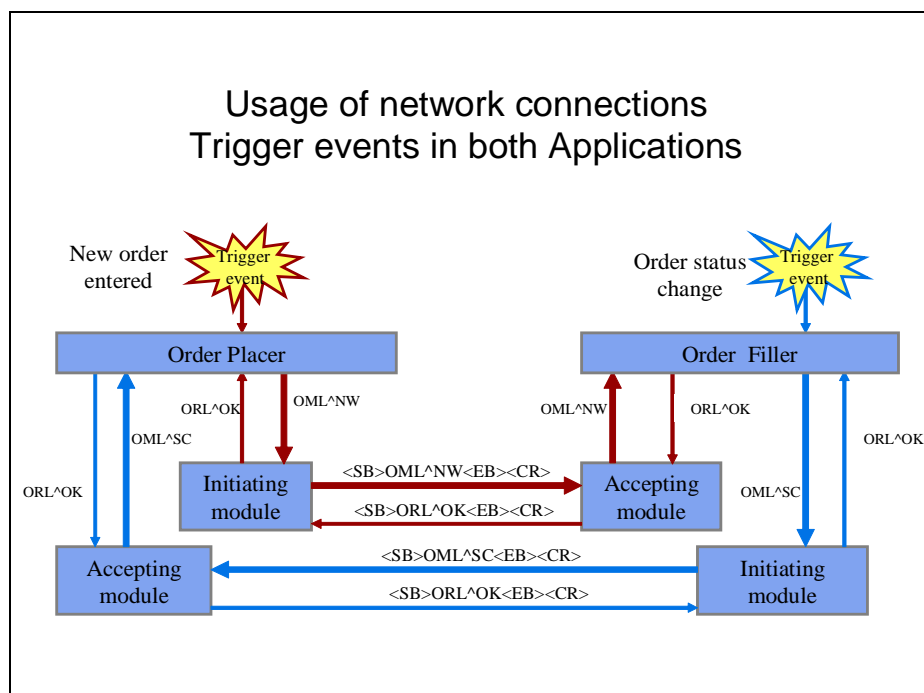 Usage of network connections
Trigger events in both Applications
New order
entered
Trigger
event
Order status
change
Trigger
event
Order Placer
Order Filler
ORL^OK
OML^NW
OML^NW
ORL^OK
OML^SC
ORL^OK
ORL^OK
OML^SC
Initiating
module
<SB>OML^NW<EB><CR>
<SB>ORL^OK<EB><CR>
Accepting
module
Accepting
module
<SB>OML^SC<EB><CR>
<SB>ORL^OK<EB><CR>
Initiating
module